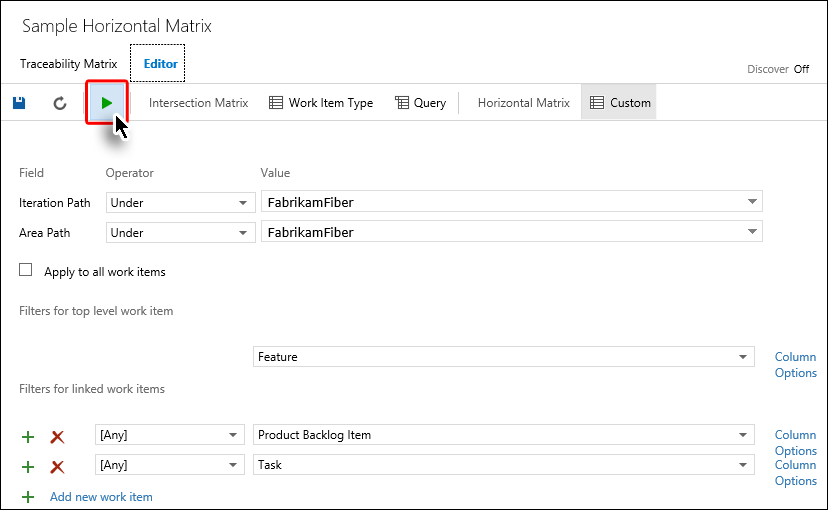 Sample Horizontal Matrix
Traceability Matrix Editor
Discover Off
Intersection Matrix Work Item Type Query Horizontal Matrix Custom
Field Operator Value
Iteration Path Under FabrikamFiber
Area Path Under FabrikamFiber
Apply to all work items
Filters for top level work item
Feature Column
Options
Filters for linked work items
[Any] Product Backlog Item Column
Options
[Any] Task Column
Options
Add new work item